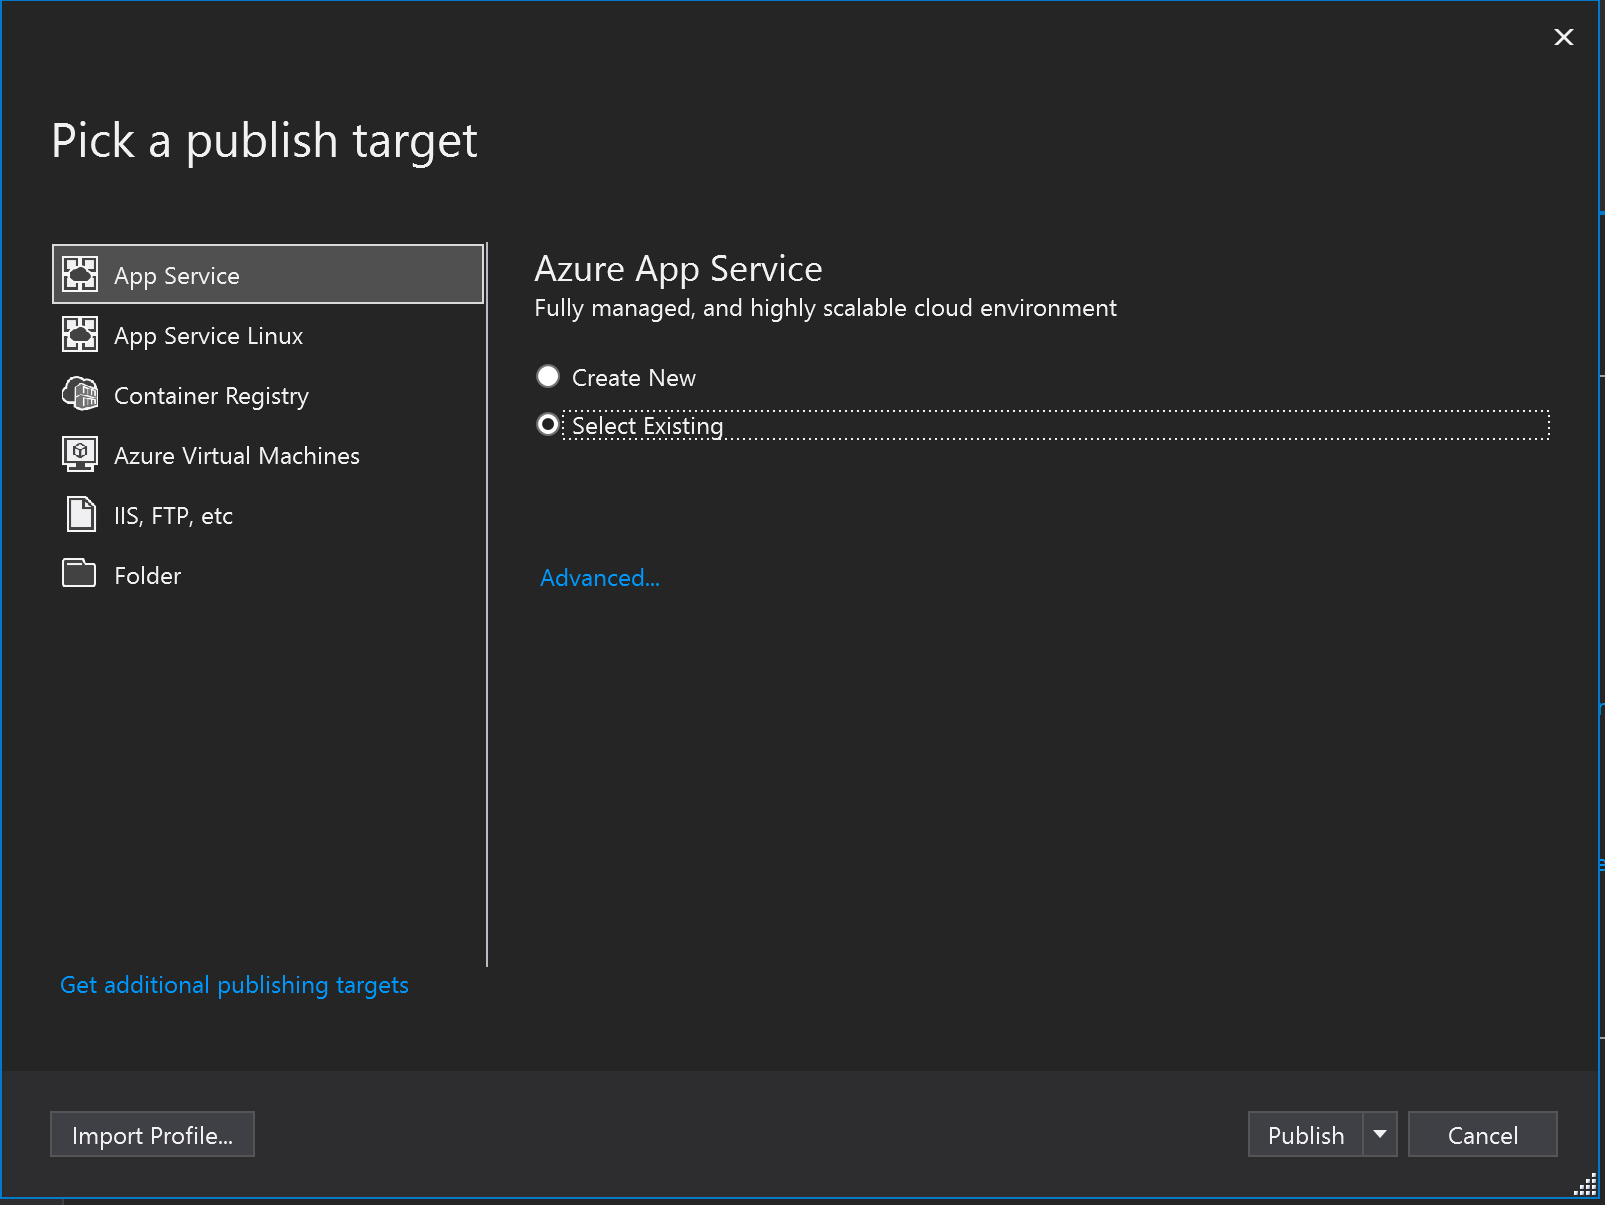 Pick a publish target
App Service
App Service Linux
Container Registry
Azure Virtual Machines
IIS, FTP, etc
Folder
Get additional publishing targets
Azure App Service
Fully managed, and highly scalable cloud environment
Create New
Select Existing
Advanced...
Import Profile...
Publish
Cancel